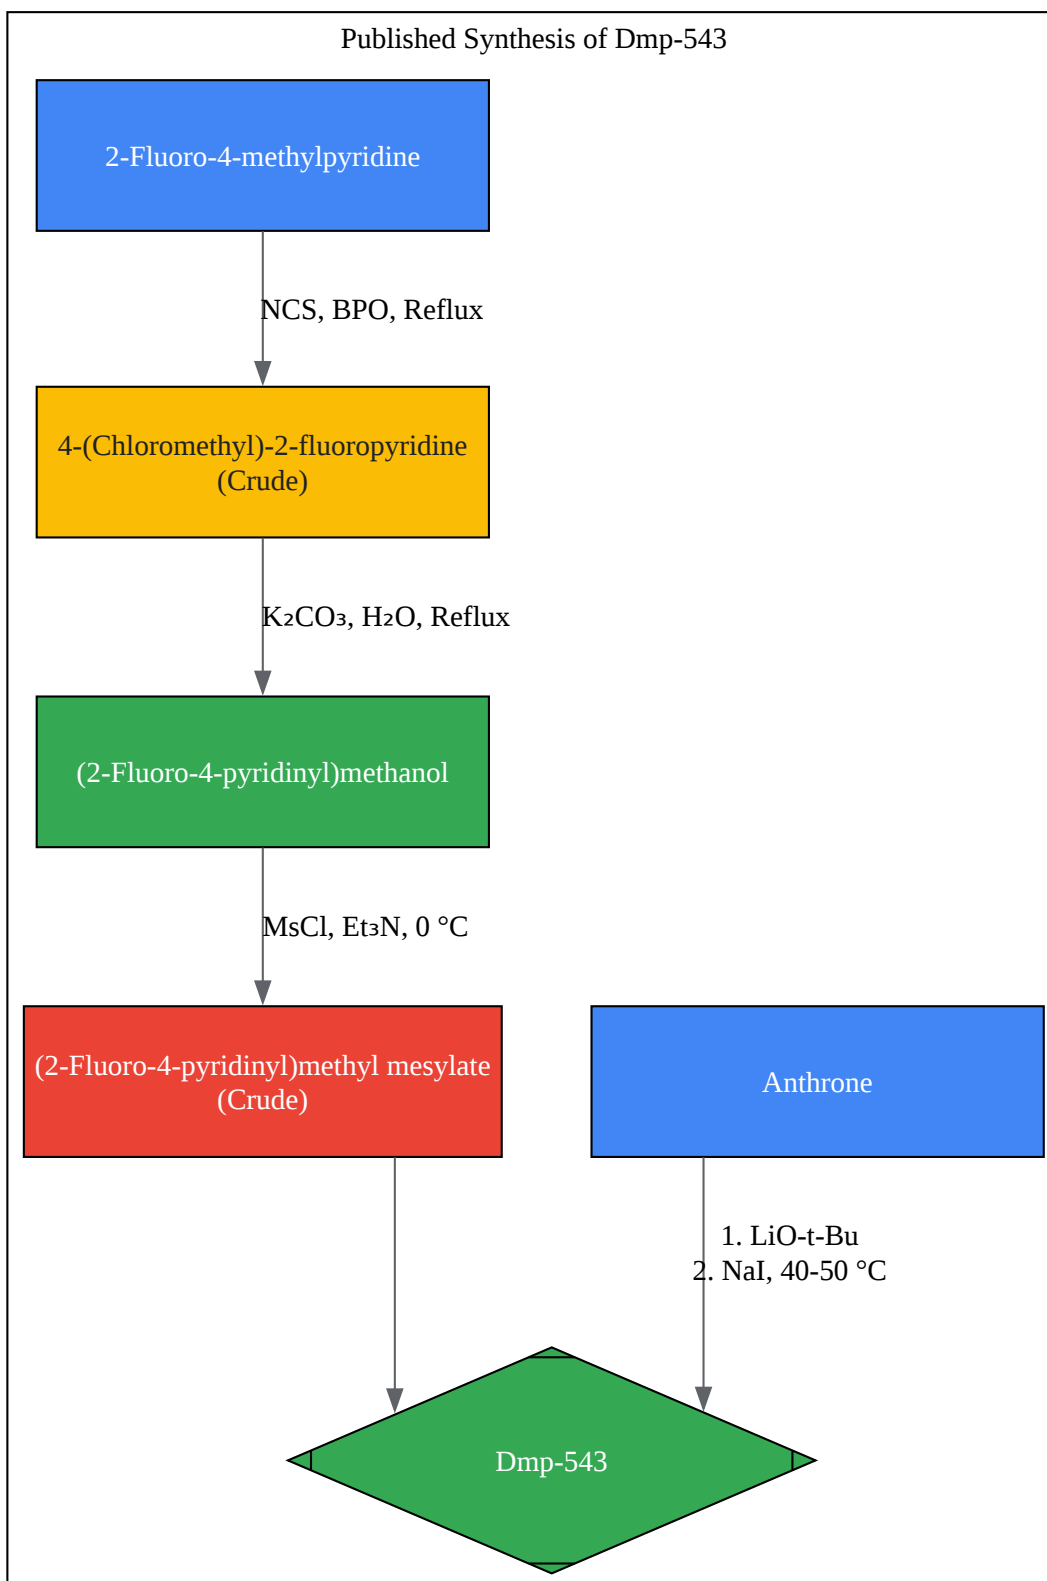 Published Synthesis of Dmp-543
2-Fluoro-4-methylpyridine
NCS, BPO, Reflux
4-(Chloromethyl)-2-fluoropyridine
(Crude)
K₂CO₃, H₂O, Reflux
(2-Fluoro-4-pyridinyl)methanol
MsCl, Et₃N, 0 °C
(2-Fluoro-4-pyridinyl)methyl mesylate
(Crude)
Anthrone
1. LiO-t-Bu
2. NaI, 40-50 °C
Dmp-543